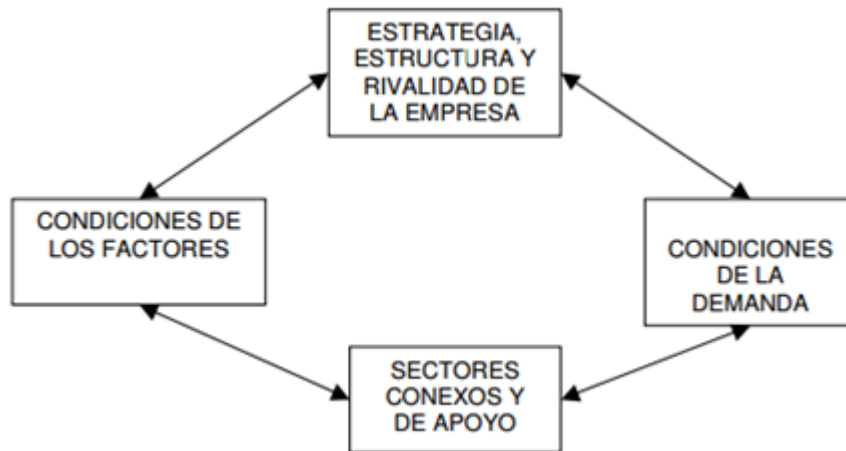 ESTRATEGIA,
ESTRUCTURA Y
RIVALIDAD DE
LA EMPRESA
CONDICIONES DE
LOS FACTORES
CONDICIONES
DE LA
DEMANDA
SECTORES
CONEXOS Y
DE APOYO